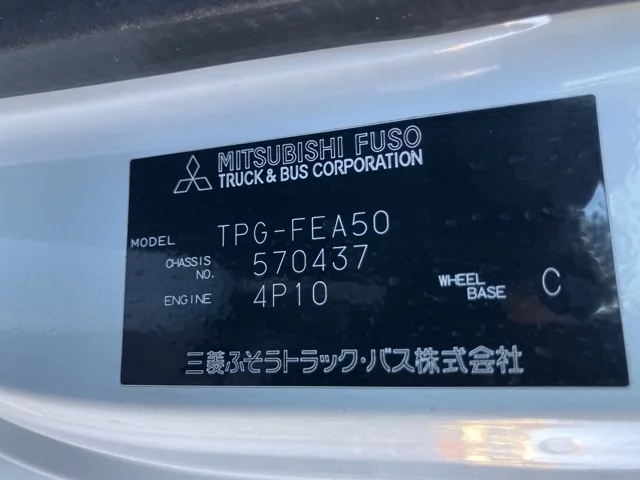 MITSUBISHI FUSO
TRUCK & BUS CORPORATION
MODEL TPG-FEA50
CHASSIS NO. 570437
ENGINE 4P10
WHEEL BASE C
三菱ふそうトラック・バス株式会社